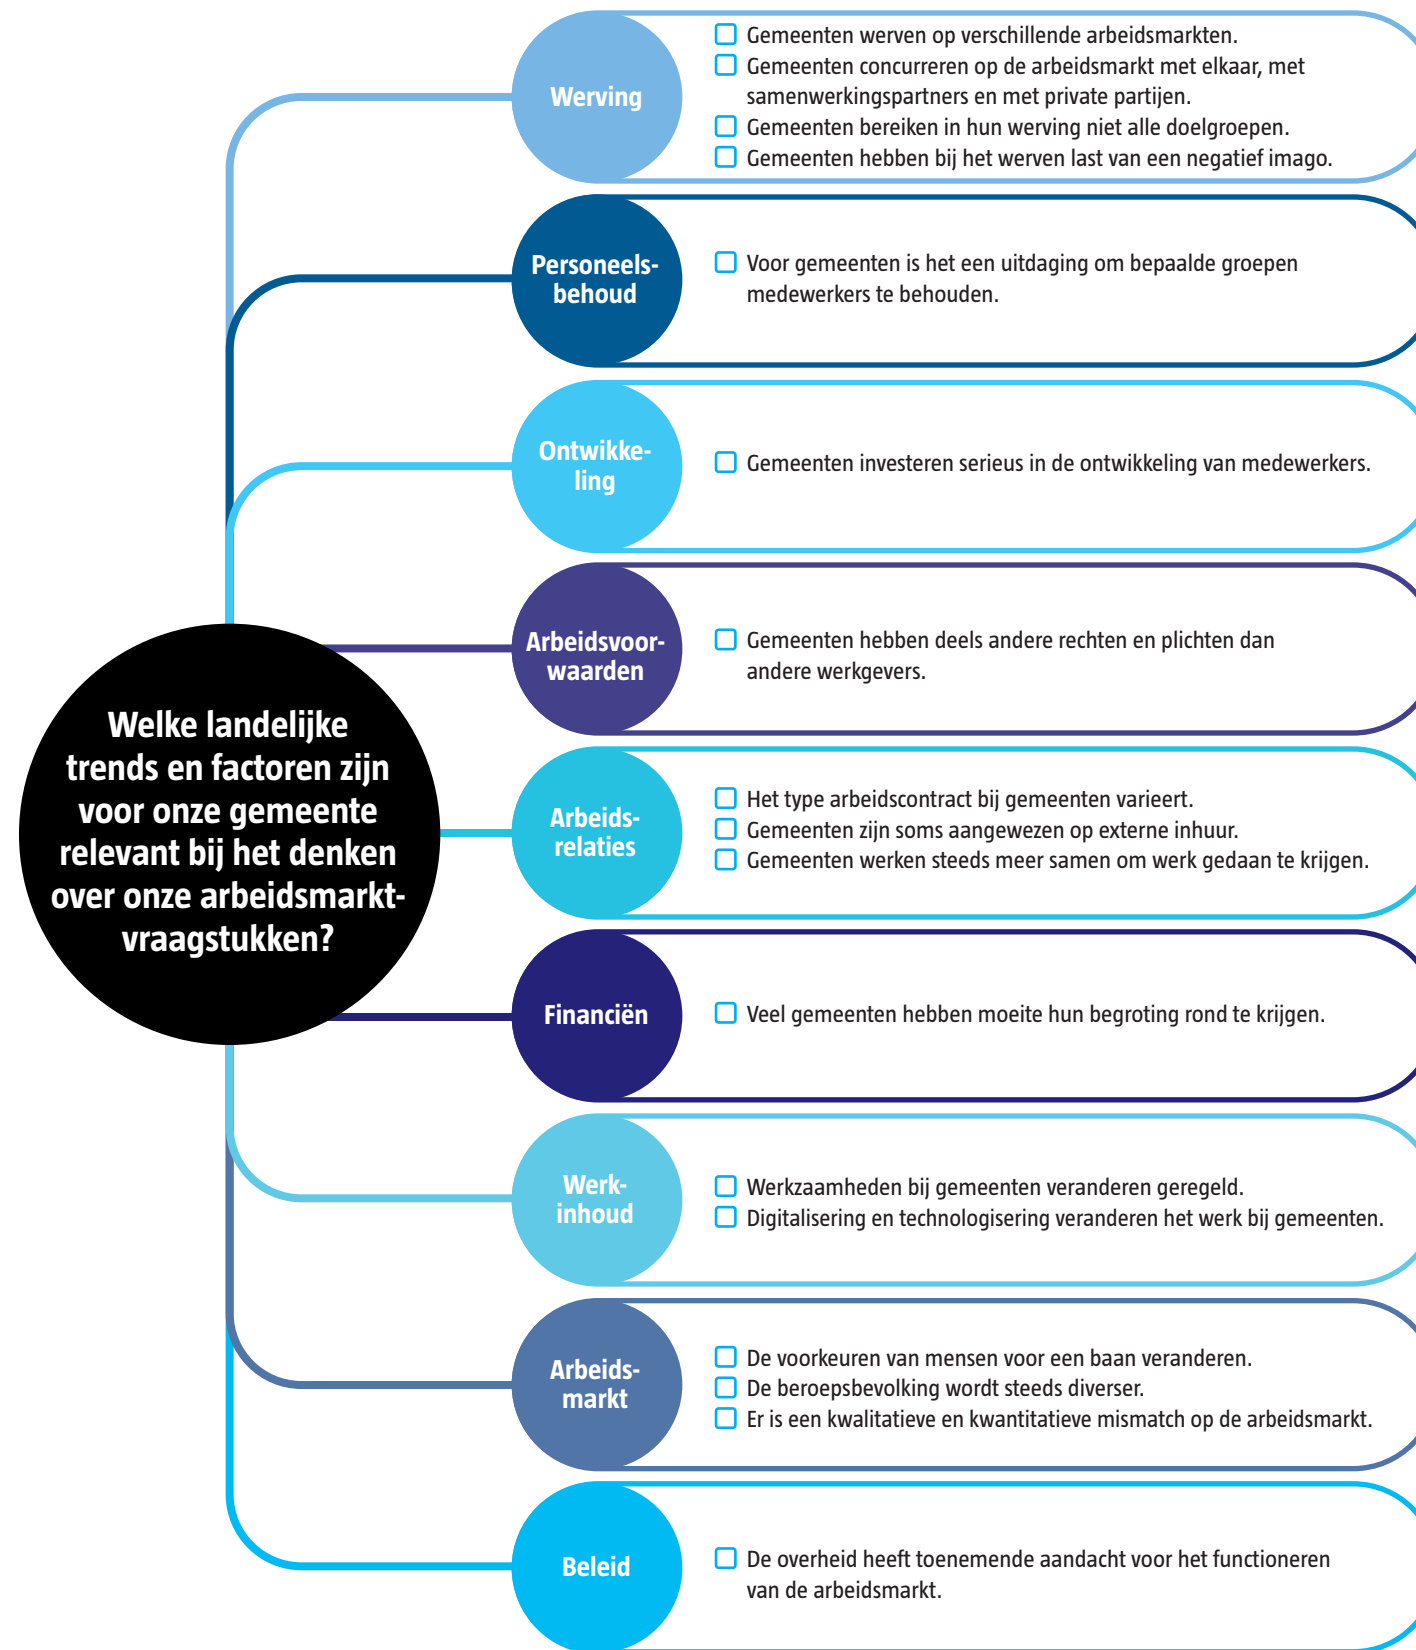 Welke landelijke
trends en factoren zijn
voor onze gemeente
relevant bij het denken
over onze arbeidsmarkt-
vraagstukken?
Werving
Gemeenten werven op verschillende arbeidsmarkten.
Gemeenten concurreren op de arbeidsmarkt met elkaar, met
samenwerkingspartners en met private partijen.
Gemeenten bereiken in hun werving niet alle doelgroepen.
Gemeenten hebben bij het werven last van een negatief imago.
Personeels-
behoud
Voor gemeenten is het een uitdaging om bepaalde groepen
medewerkers te behouden.
Ontwikke-
ling
Gemeenten investeren serieus in de ontwikkeling van medewerkers.
Arbeidsvoor-
waarden
Gemeenten hebben deels andere rechten en plichten dan
andere werkgevers.
Arbeids-
relaties
Het type arbeidscontract bij gemeenten varieert.
Gemeenten zijn soms aangewezen op externe inhuur.
Gemeenten werken steeds meer samen om werk gedaan te krijgen.
Financiën
Veel gemeenten hebben moeite hun begroting rond te krijgen.
Werk-
inhoud
Werkzaamheden bij gemeenten veranderen geregeld.
Digitalisering en technologisering veranderen het werk bij gemeenten.
Arbeids-
markt
De voorkeuren van mensen voor een baan veranderen.
De beroepsbevolking wordt steeds diverser.
Er is een kwalitatieve en kwantitatieve mismatch op de arbeidsmarkt.
Beleid
De overheid heeft toenemende aandacht voor het functioneren
van de arbeidsmarkt.